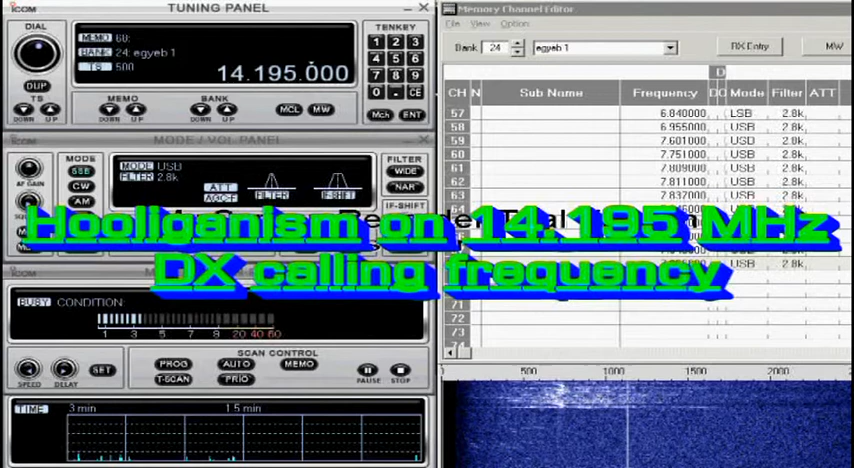 ICOM TUNING PANEL
DIAL
MEMO 60:
BANK 24: egyeb 1
TS 500
14.195.000
TENKEY
1 2 3
4 5 6
7 8 9
0 . CE
DUP
TS MEMO BANK
DOWN UP DOWN UP DOWN UP
MCL MW
Mch ENT
MODE / VOL PANEL
AF GAIN
MODE
SSB
CW
AM
MODE USB
FILTER 2.8k
ATT
AGC-F
FILTER IF-SHIFT
FILTER
WIDE
NAR
IF-SHIFT
Hooliganism on 14.195 MHz
DX calling frequency
BUSY CONDITION:
1 3 5 7 9 20 40 60
SCAN CONTROL
SPEED DELAY
SET
PROG AUTO MEMO
T-SCAN PRIO
PAUSE STOP
TIME 3 min 1.5 min
Memory Channel Editor
File View Option
Bank 24 egyeb 1 RX Entry MW
CH N Sub Name Frequency Mode Filter ATT
57 6.840000 LSB 2.8k
58 6.955000 USB 2.8k
59 7.601000 USB 2.8k
60 7.751000 USB 2.8k
61 7.809000 USB 2.8k
62 7.811000 USB 2.8k
63 7.837000 USB 2.8k
USB 2.8k
71
72
73
74
0 500 1000 1500 2000